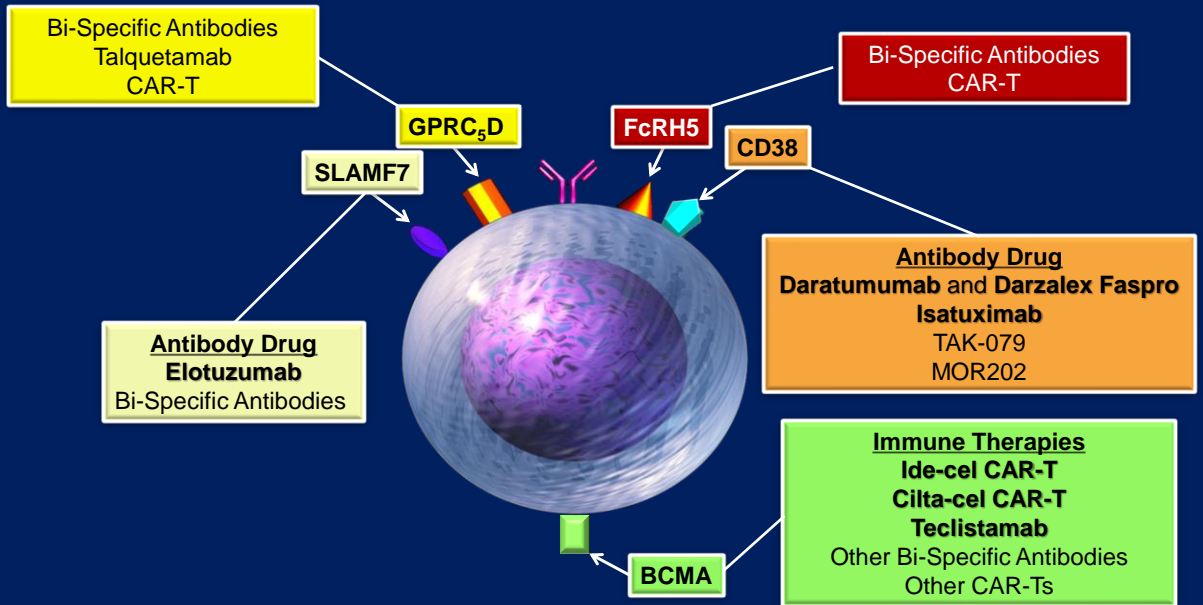 Bi-Specific Antibodies
Talquetamab
CAR-T
Bi-Specific Antibodies
CAR-T
GPRC₅D
FcRH5
CD38
SLAMF7
Antibody Drug
Daratumumab and Darzalex Faspro
Isatuximab
TAK-079
MOR202
Antibody Drug
Elotuzumab
Bi-Specific Antibodies
Immune Therapies
Ide-cel CAR-T
Cilta-cel CAR-T
Teclistamab
Other Bi-Specific Antibodies
Other CAR-Ts
BCMA